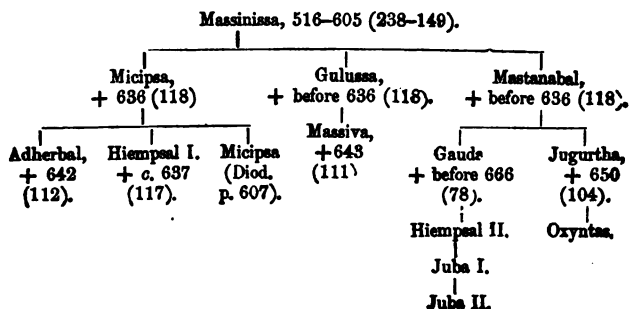 Massinissa, 516–605 (238–149).
Micipsa, Gulussa, Mastanabal,
+ 636 (118) + before 636 (118). + before 636 (118).
Massiva,
Adherbal, Hiempsal I. Micipsa +643 Gauda Jugurtha,
+ 642 + c. 637 (Diod. (111) + before 666 + 650
(112). (117). p. 607). (78). (104).
Hiempsal II. Oxyntas.
Juba I.
Juba II.